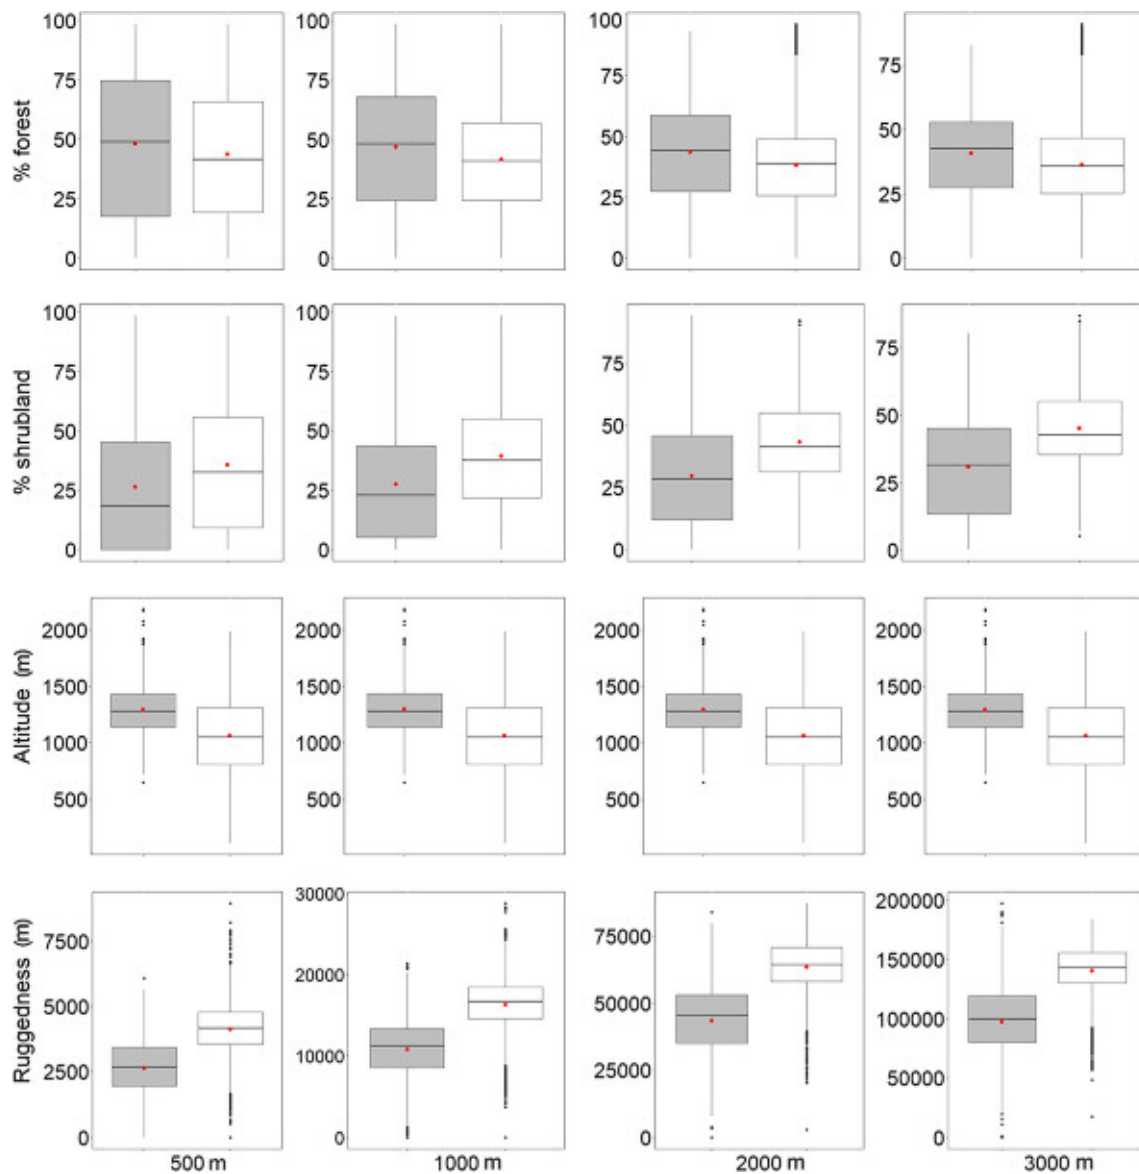 100 100 100
75 75 75 75
% forest
50 50 50 50
25 25 25 25
0 0 0 0
100 100
75 75 75 75
% shrubland
50 50 50 50
25 25 25 25
0 0 0 0
2000 2000 2000 2000
1500 1500 1500 1500
Altitude (m)
1000 1000 1000 1000
500 500 500 500
30000 200000
7500 75000
20000 150000
Ruggedness (m)
5000 50000
100000
10000
2500 25000 50000
0 0 0 0
500 m 1000 m 2000 m 3000 m